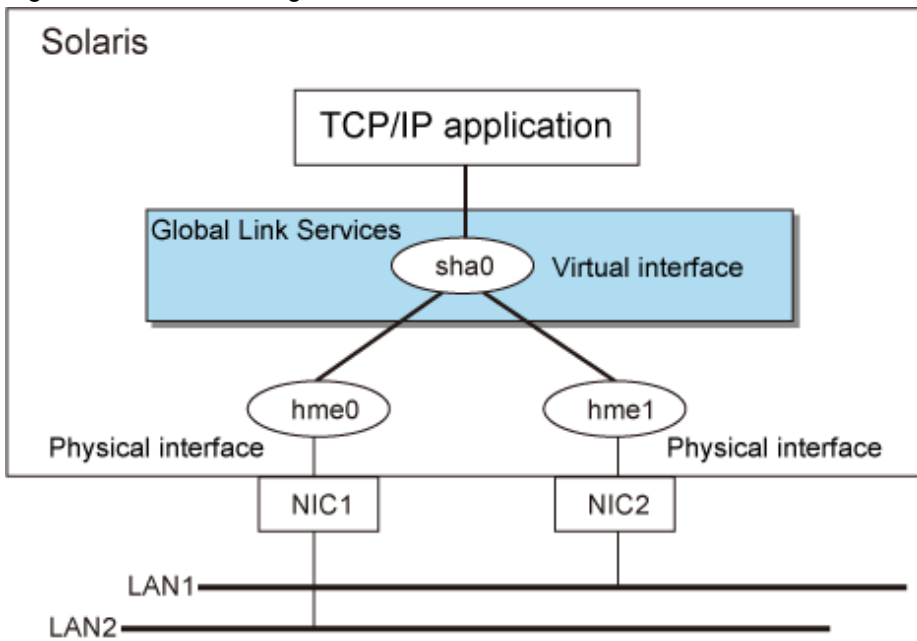 Solaris
TCP/IP application
Global Link Services
sha0
Virtual interface
hme0
hme1
Physical interface
Physical interface
NIC1
NIC2
LAN1
LAN2